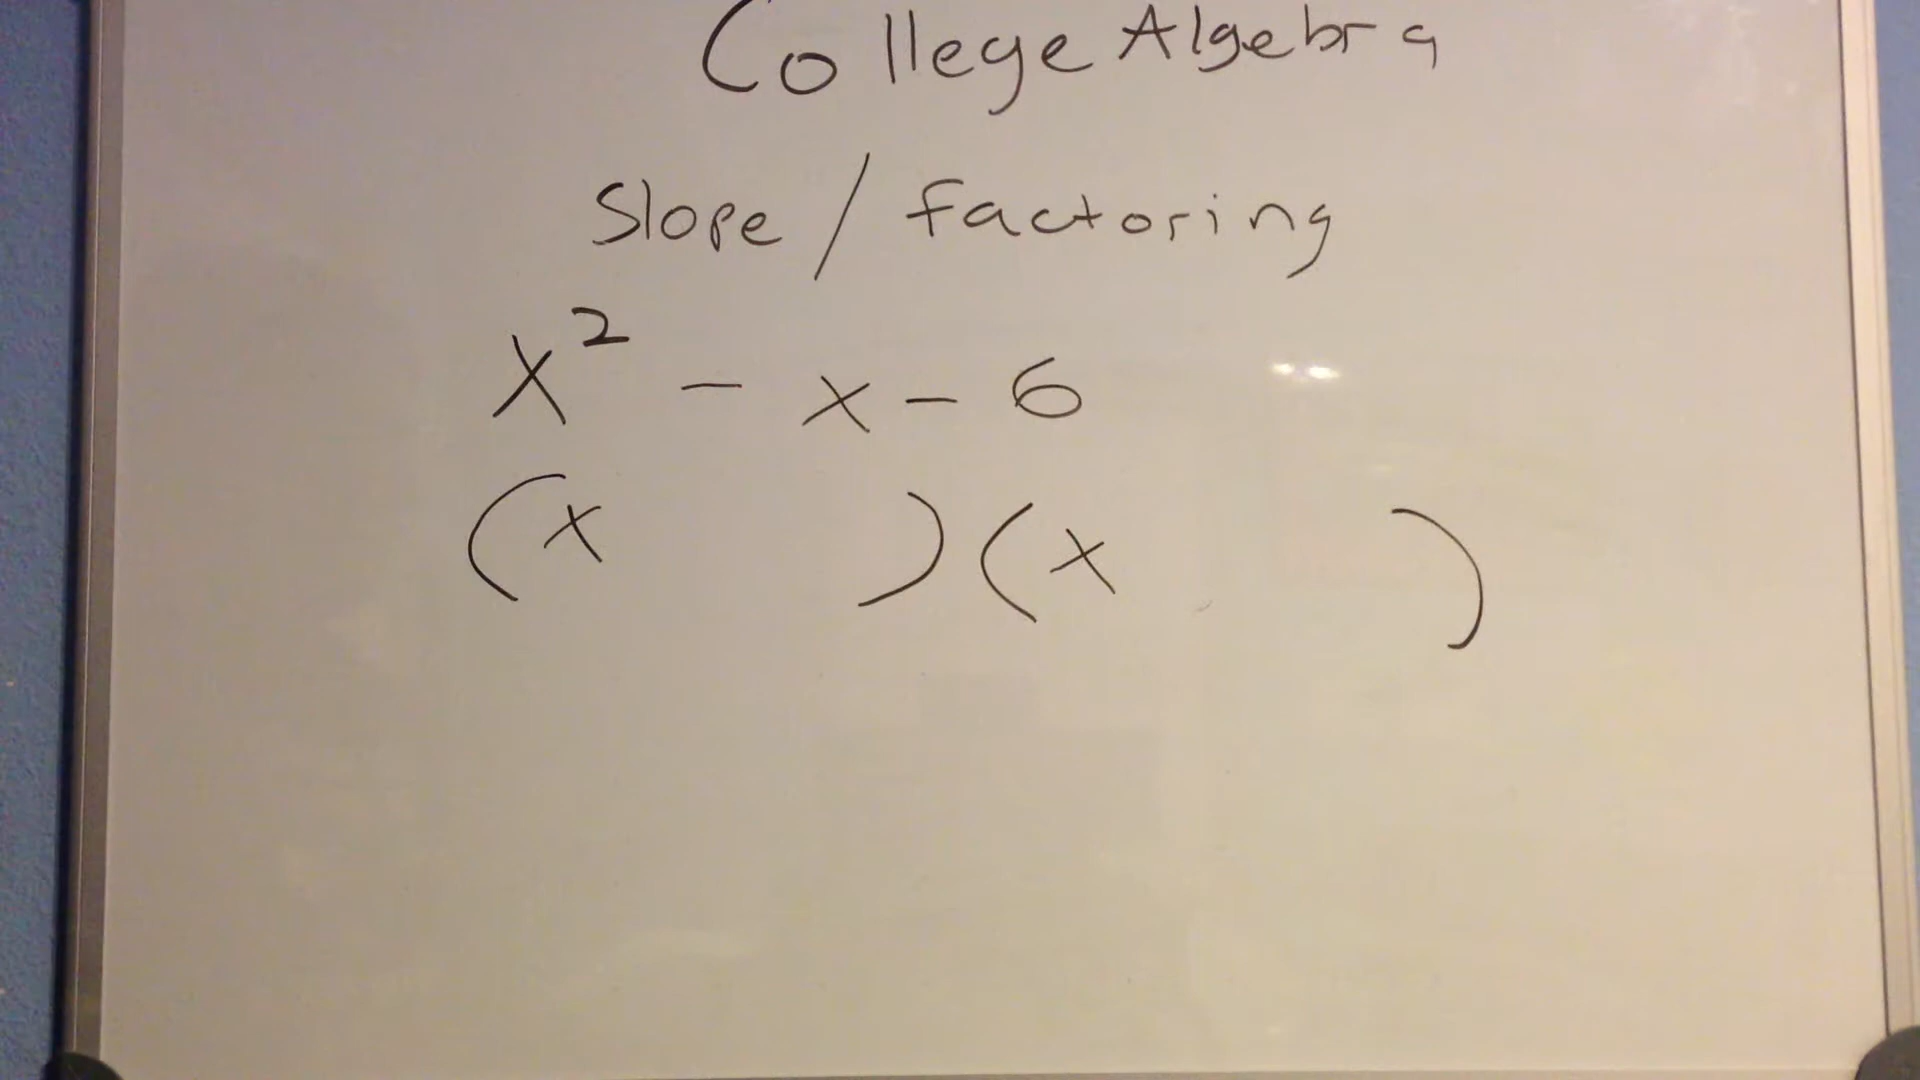 College Algebra
Slope / factoring
x² - x - 6
(x )(x )